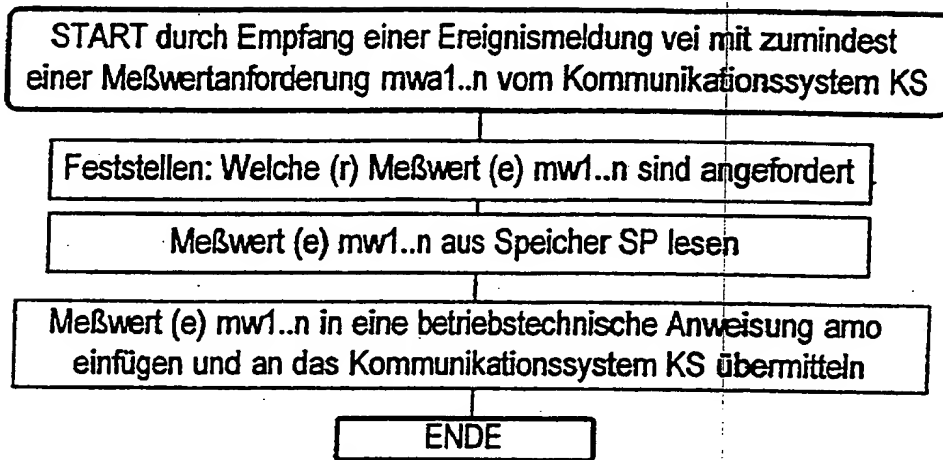 START durch Empfang einer Ereignismeldung vei mit zumindest
einer Meßwertanforderung mwa1..n vom Kommunikationssystem KS
Feststellen: Welche (r) Meßwert (e) mw1..n sind angefordert
Meßwert (e) mw1..n aus Speicher SP lesen
Meßwert (e) mw1..n in eine betriebstechnische Anweisung amo
einfügen und an das Kommunikationssystem KS übermitteln
ENDE